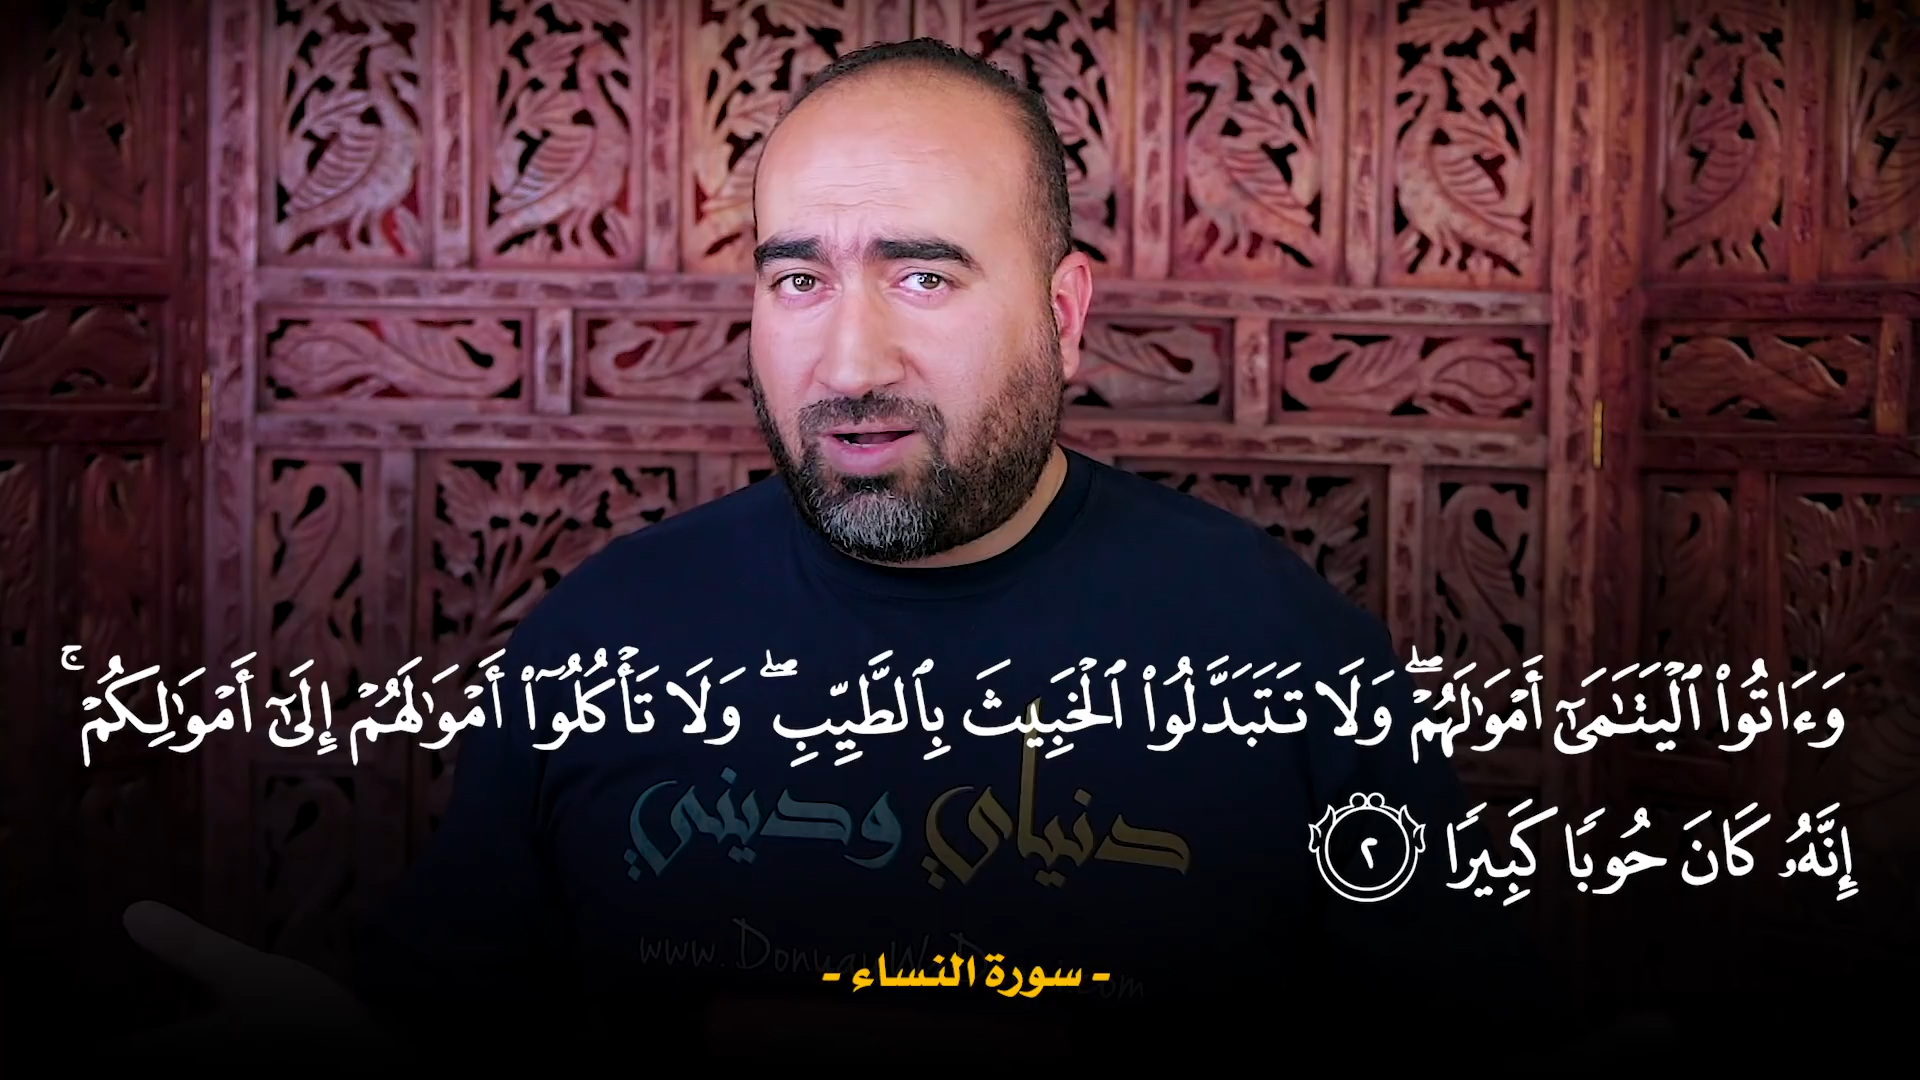 وَءَاتُوا۟ ٱلْيَتَـٰمَىٰٓ أَمْوَٰلَهُمْ ۖ وَلَا تَتَبَدَّلُوا۟ ٱلْخَبِيثَ بِٱلطَّيِّبِ ۖ وَلَا تَأْكُلُوٓا۟ أَمْوَٰلَهُمْ إِلَىٰٓ أَمْوَٰلِكُمْ ۚ
إِنَّهُۥ كَانَ حُوبًا كَبِيرًا ٢
دنياي وديني
- سورة النساء -